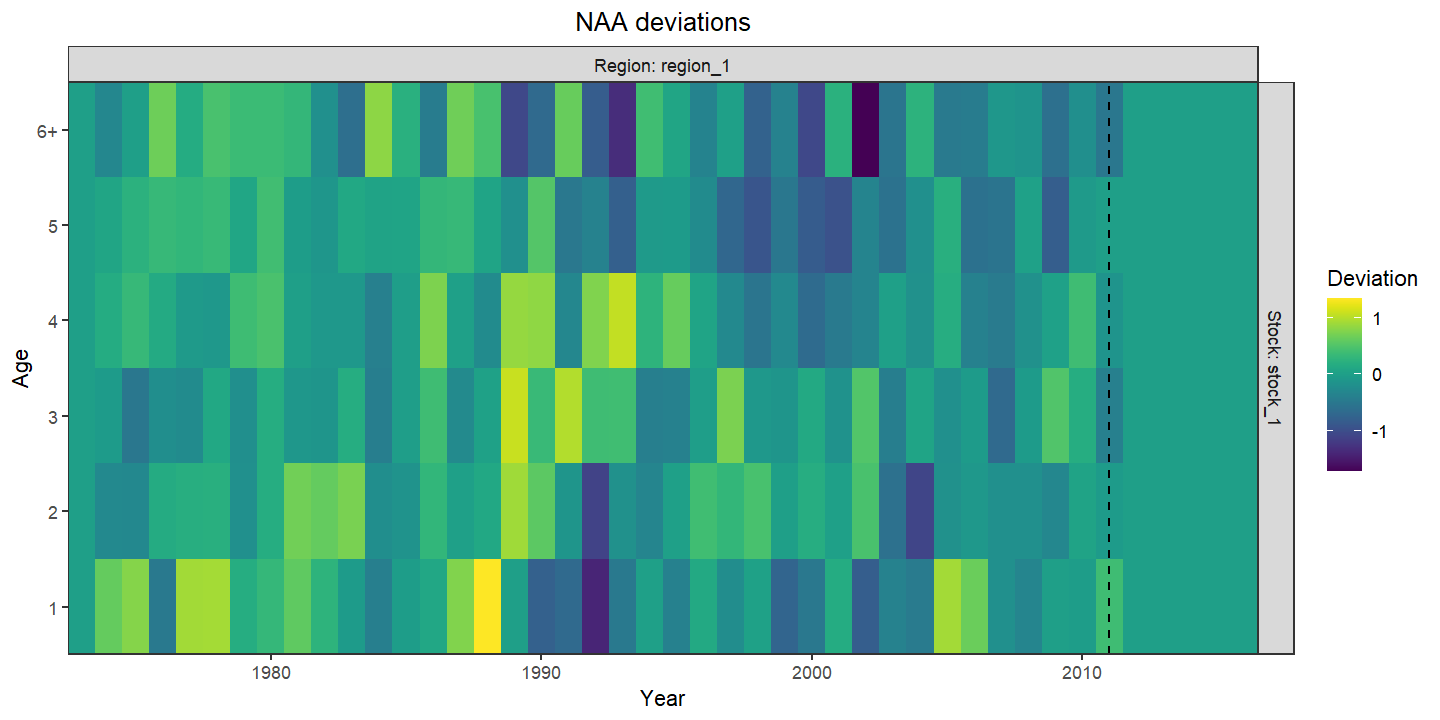 NAA deviations
Region: region_1
Stock: stock_1
Age
6+
5
4
3
2
1
1980
1990
2000
2010
Year
Deviation
1
0
-1